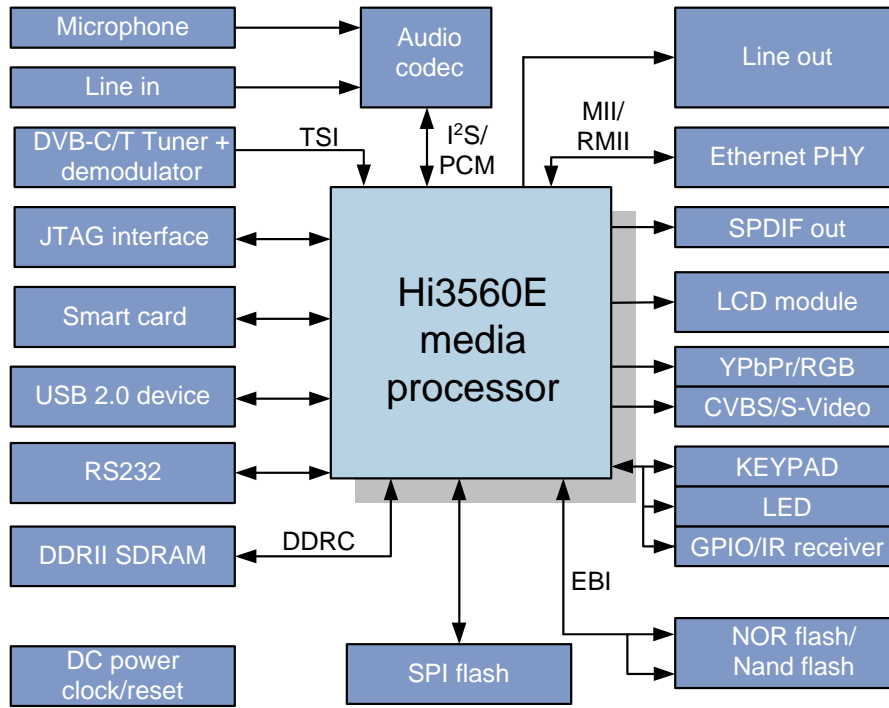 Microphone
Line in
DVB-C/T Tuner +
demodulator
JTAG interface
Smart card
USB 2.0 device
RS232
DDRII SDRAM
DC power
clock/reset
Audio
codec
TSI
I²S/
PCM
MII/
RMII
Hi3560E
media
processor
DDRC
EBI
SPI flash
Line out
Ethernet PHY
SPDIF out
LCD module
YPbPr/RGB
CVBS/S-Video
KEYPAD
LED
GPIO/IR receiver
NOR flash/
Nand flash